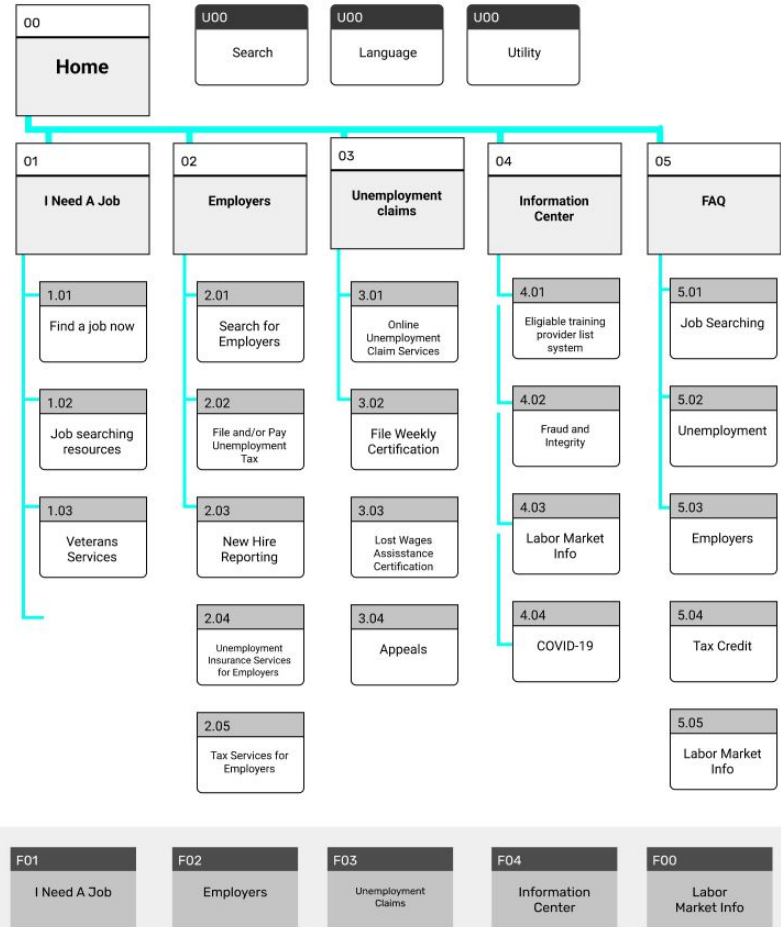 00
Home
U00
Search
U00
Language
U00
Utility
01
I Need A Job
02
Employers
03
Unemployment
claims
04
Information
Center
05
FAQ
1.01
Find a job now
1.02
Job searching
resources
1.03
Veterans
Services
2.01
Search for
Employers
2.02
File and/or Pay
Unemployment
Tax
2.03
New Hire
Reporting
2.04
Unemployment
Insurance Services
for Employers
2.05
Tax Services for
Employers
3.01
Online
Unemployment
Claim Services
3.02
File Weekly
Certification
3.03
Lost Wages
Assisstance
Certification
3.04
Appeals
4.01
Eligiable training
provider list
system
4.02
Fraud and
Integrity
4.03
Labor Market
Info
4.04
COVID-19
5.01
Job Searching
5.02
Unemployment
5.03
Employers
5.04
Tax Credit
5.05
Labor Market
Info
F01
I Need A Job
F02
Employers
F03
Unemployment
Claims
F04
Information
Center
F00
Labor
Market Info